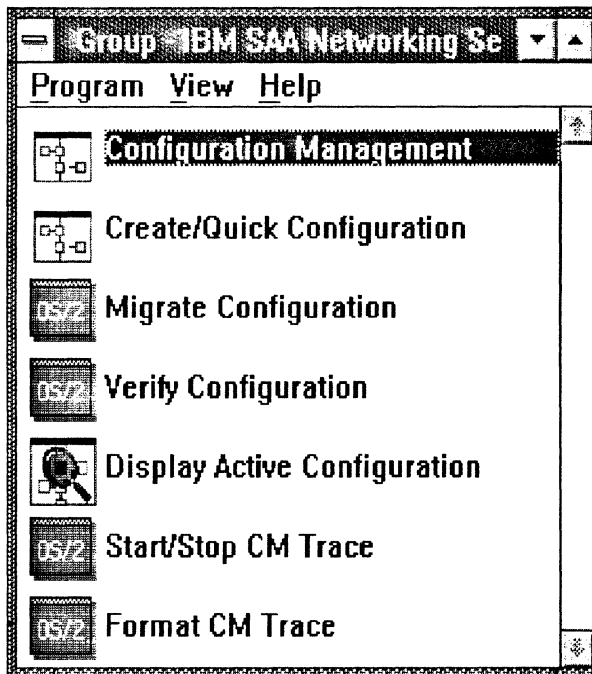 Group - IBM SAA Networking Se
Program View Help
Configuration Management
Create/Quick Configuration
OS/2 Migrate Configuration
OS/2 Verify Configuration
Display Active Configuration
OS/2 Start/Stop CM Trace
OS/2 Format CM Trace